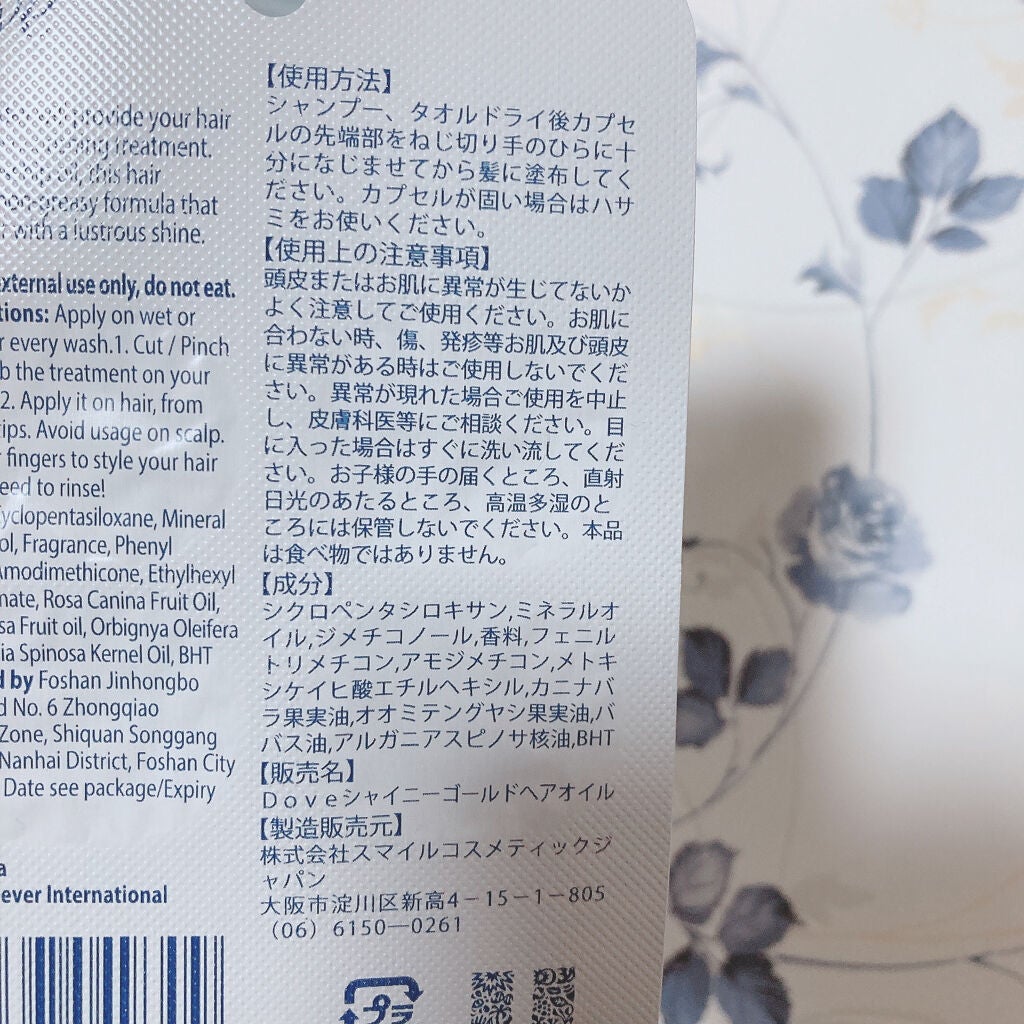 provide your hair
treatment.
oil, this hair
non-greasy formula that
with a lustrous shine.
external use only, do not eat.
tions: Apply on wet or
r every wash.1. Cut / Pinch
b the treatment on your
2. Apply it on hair, from
tips. Avoid usage on scalp.
fingers to style your hair
eed to rinse!
yclopentasiloxane, Mineral
ol, Fragrance, Phenyl
Amodimethicone, Ethylhexyl
mate, Rosa Canina Fruit Oil,
sa Fruit oil, Orbignya Oleifera
ia Spinosa Kernel Oil, BHT
d by Foshan Jinhongbo
d No. 6 Zhongqiao
Zone, Shiquan Songgang
Nanhai District, Foshan City
Date see package/Expiry
a
ever International
【使用方法】
シャンプー、タオルドライ後カプセ
ルの先端部をねじ切り手のひらに十
分になじませてから髪に塗布してく
ださい。カプセルが固い場合はハサ
ミをお使いください。
【使用上の注意事項】
頭皮またはお肌に異常が生じてないか
よく注意してご使用ください。お肌に
合わない時、傷、発疹等お肌及び頭皮
に異常がある時はご使用しないでくだ
さい。異常が現れた場合ご使用を中止
し、皮膚科医等にご相談ください。目
に入った場合はすぐに洗い流してくだ
さい。お子様の手の届くところ、直射
日光のあたるところ、高温多湿のと
ころには保管しないでください。本品
は食べ物ではありません。
【成分】
シクロペンタシロキサン,ミネラルオ
イル,ジメチコノール,香料,フェニル
トリメチコン,アモジメチコン,メトキ
シケイヒ酸エチルヘキシル,カニナバ
ラ果実油,オオミテングヤシ果実油,バ
バス油,アルガニアスピノサ核油,BHT
【販売名】
Ｄｏｖｅシャイニーゴールドヘアオイル
【製造販売元】
株式会社スマイルコスメティックジ
ャパン
大阪市淀川区新高4－15－1－805
（06）6150―0261
プラ